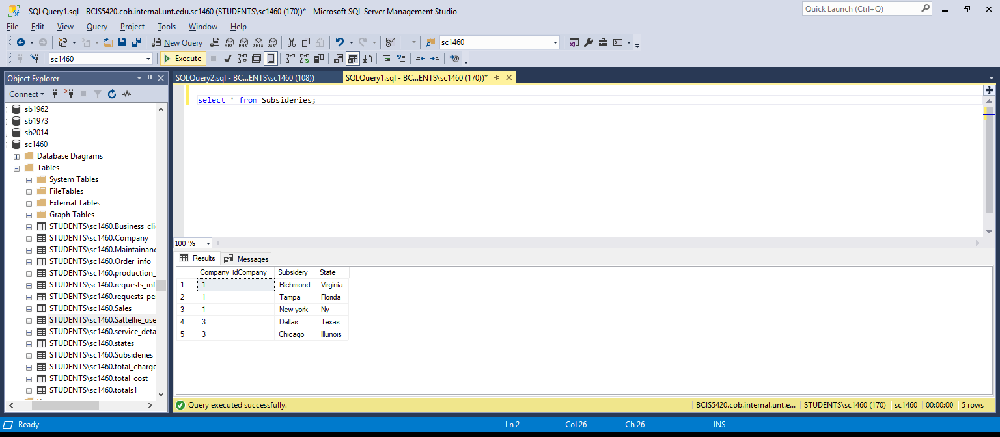 SQLQuery1.sql - BCIS5420.cob.internal.unt.edu.sc1460 (STUDENTS\sc1460 (170))* - Microsoft SQL Server Management Studio
Quick Launch (Ctrl+Q)
File Edit View Query Project Tools Window Help
New Query MDX DMX XMLA DAX sc1460
sc1460 Execute
Object Explorer
SQLQuery2.sql - BC...ENTS\sc1460 (108))
SQLQuery1.sql - BC...ENTS\sc1460 (170))*
Connect
sb1962
sb1973
sb2014
sc1460
Database Diagrams
Tables
System Tables
FileTables
External Tables
Graph Tables
STUDENTS\sc1460.Business_cli
STUDENTS\sc1460.Company
STUDENTS\sc1460.Maintainanc
STUDENTS\sc1460.Order_info
STUDENTS\sc1460.production_
STUDENTS\sc1460.requests_inf
STUDENTS\sc1460.requests_pe
STUDENTS\sc1460.Sales
STUDENTS\sc1460.Sattellie_use
STUDENTS\sc1460.service_deta
STUDENTS\sc1460.states
STUDENTS\sc1460.Subsideries
STUDENTS\sc1460.total_charge
STUDENTS\sc1460.total_cost
STUDENTS\sc1460.totals1
select * from Subsideries;
100 %
Results Messages
Company_idCompany Subsidery State
1 1 Richmond Virginia
2 1 Tampa Florida
3 1 New york Ny
4 3 Dallas Texas
5 3 Chicago Illunois
Query executed successfully. BCIS5420.cob.internal.unt.e... STUDENTS\sc1460 (170) sc1460 00:00:00 5 rows
Ready Ln 2 Col 26 Ch 26 INS